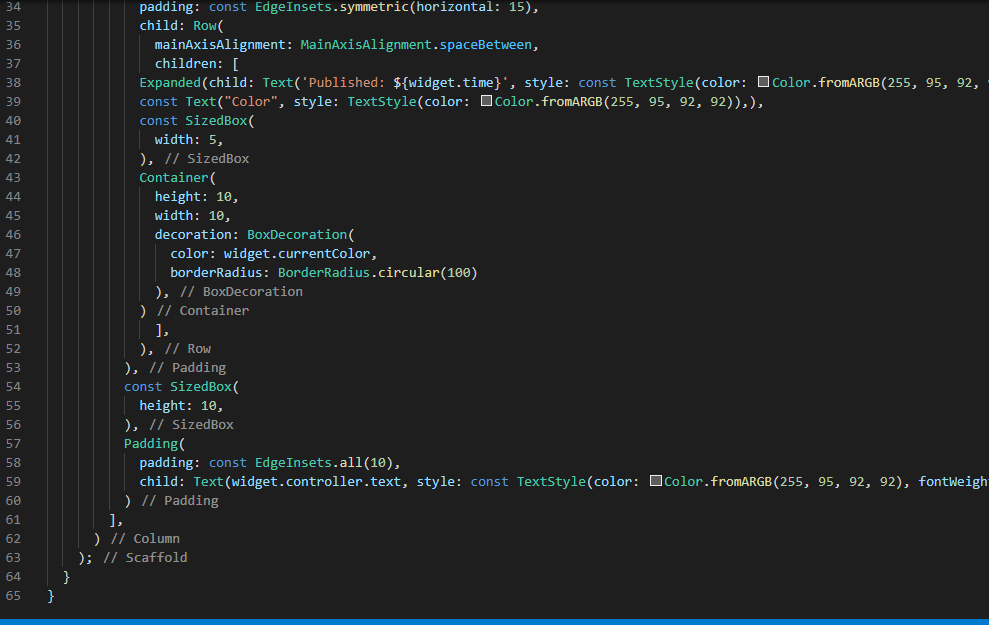 34 padding: const EdgeInsets.symmetric(horizontal: 15),
35 child: Row(
36 mainAxisAlignment: MainAxisAlignment.spaceBetween,
37 children: [
38 Expanded(child: Text('Published: ${widget.time}', style: const TextStyle(color: Color.fromARGB(255, 95, 92,
39 const Text("Color", style: TextStyle(color: Color.fromARGB(255, 95, 92, 92)),),
40 const SizedBox(
41 width: 5,
42 ), // SizedBox
43 Container(
44 height: 10,
45 width: 10,
46 decoration: BoxDecoration(
47 color: widget.currentColor,
48 borderRadius: BorderRadius.circular(100)
49 ), // BoxDecoration
50 ) // Container
51 ],
52 ), // Row
53 ), // Padding
54 const SizedBox(
55 height: 10,
56 ), // SizedBox
57 Padding(
58 padding: const EdgeInsets.all(10),
59 child: Text(widget.controller.text, style: const TextStyle(color: Color.fromARGB(255, 95, 92, 92), fontWeigh
60 ) // Padding
61 ],
62 ) // Column
63 ); // Scaffold
64 }
65 }